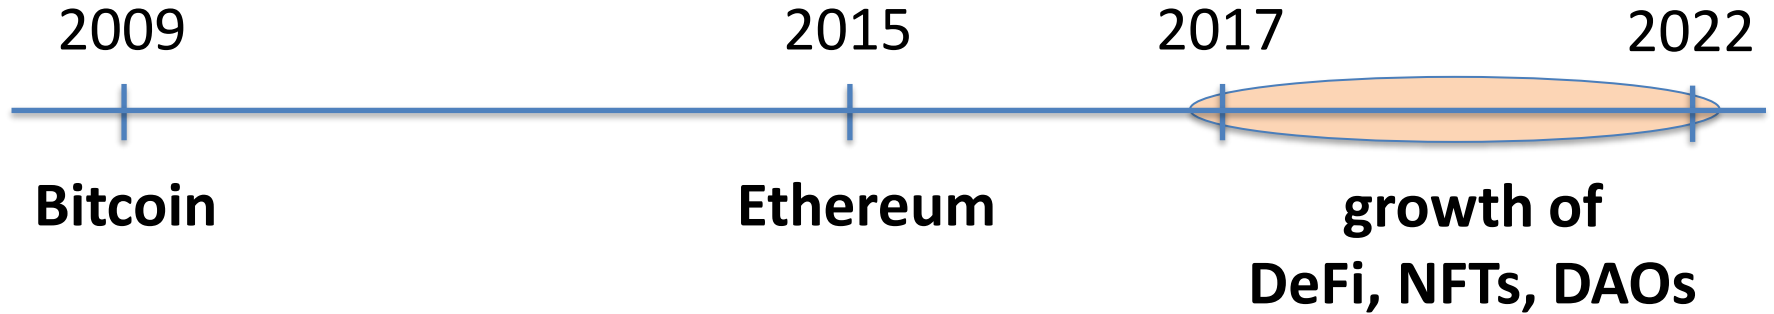 2009 2015 2017 2022
Bitcoin Ethereum growth of
DeFi, NFTs, DAOs